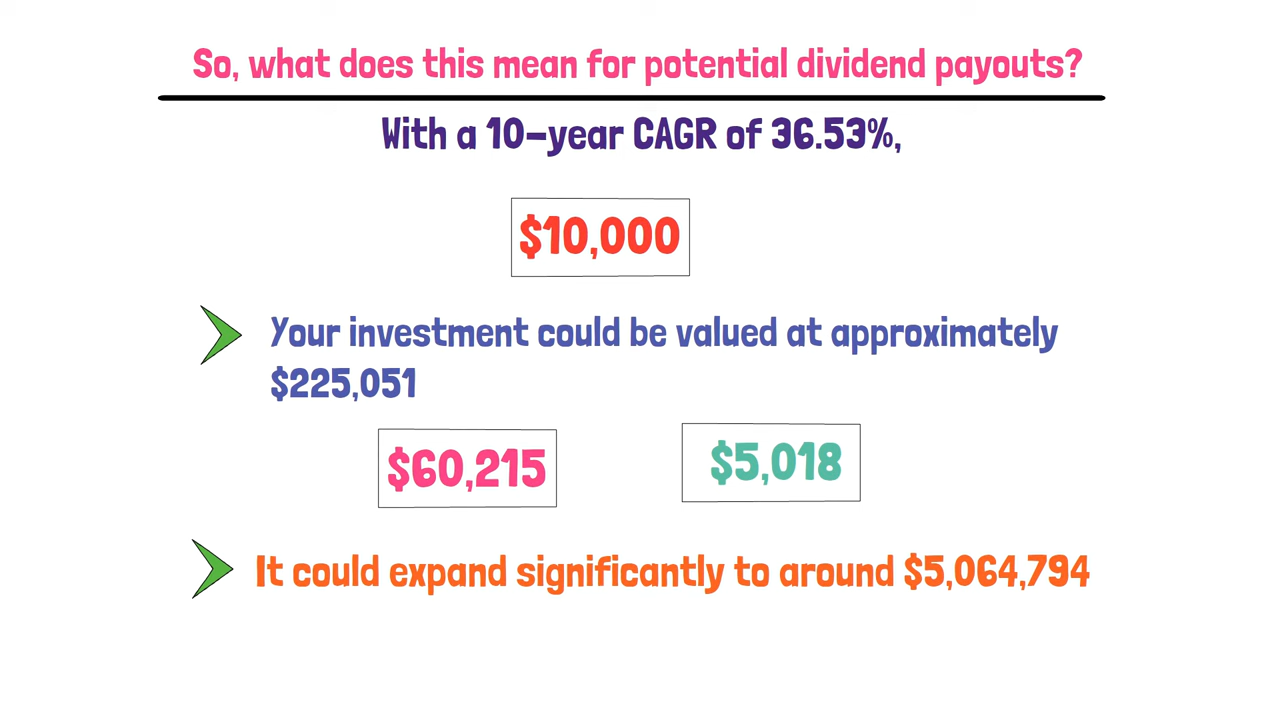 So, what does this mean for potential dividend payouts?
With a 10-year CAGR of 36.53%,
$10,000
Your investment could be valued at approximately
$225,051
$60,215
$5,018
It could expand significantly to around $5,064,794